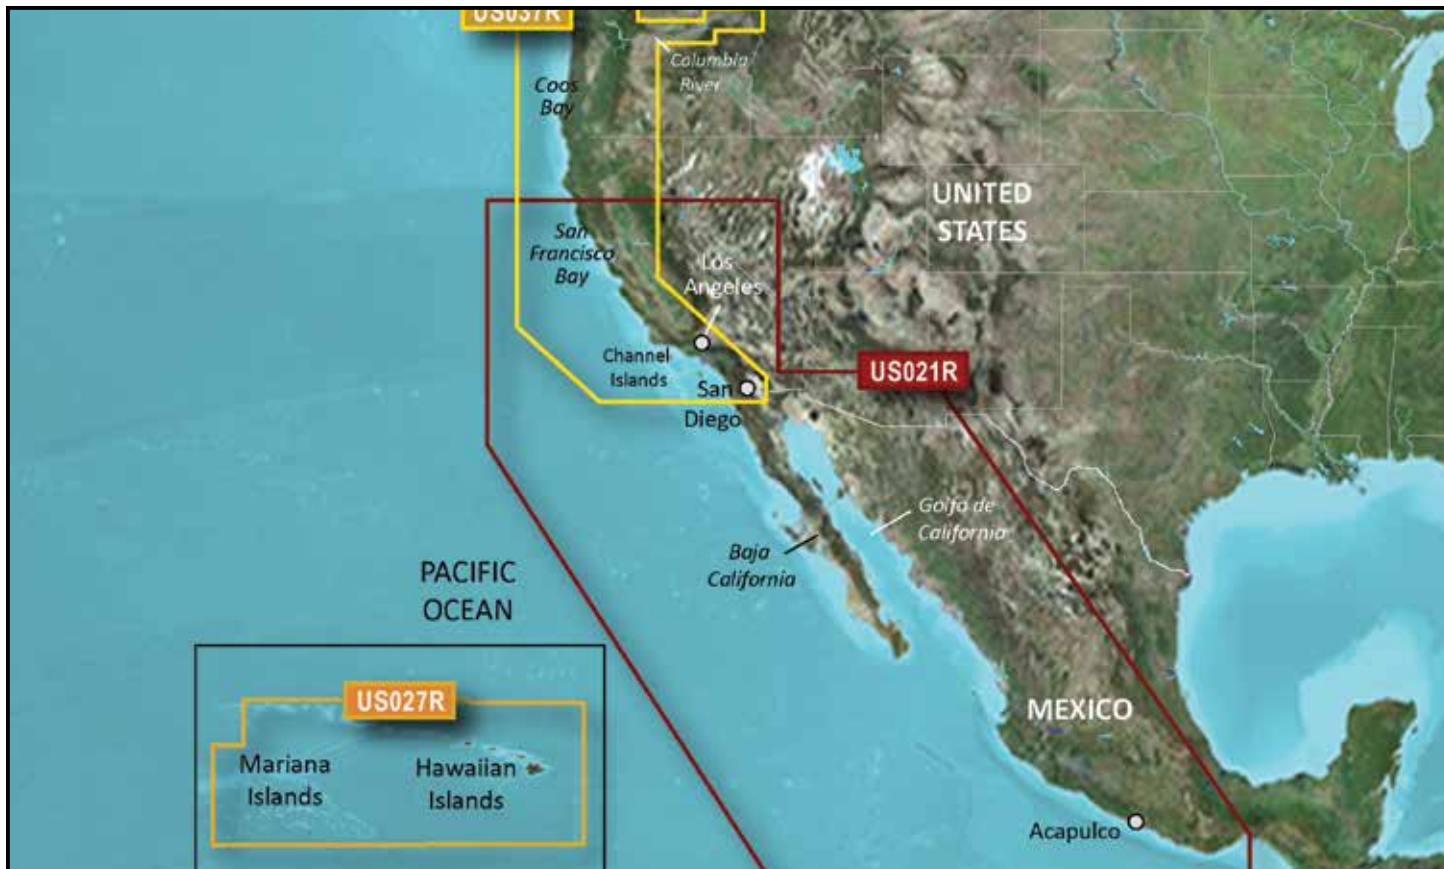 US037R
Columbia
River
Coos
Bay
UNITED
STATES
San
Francisco
Bay
Los
Angeles
Channel
Islands
US021R
San
Diego
Golfo de
California
Baja
California
PACIFIC
OCEAN
US027R
MEXICO
Mariana
Islands
Hawaiian
Islands
Acapulco